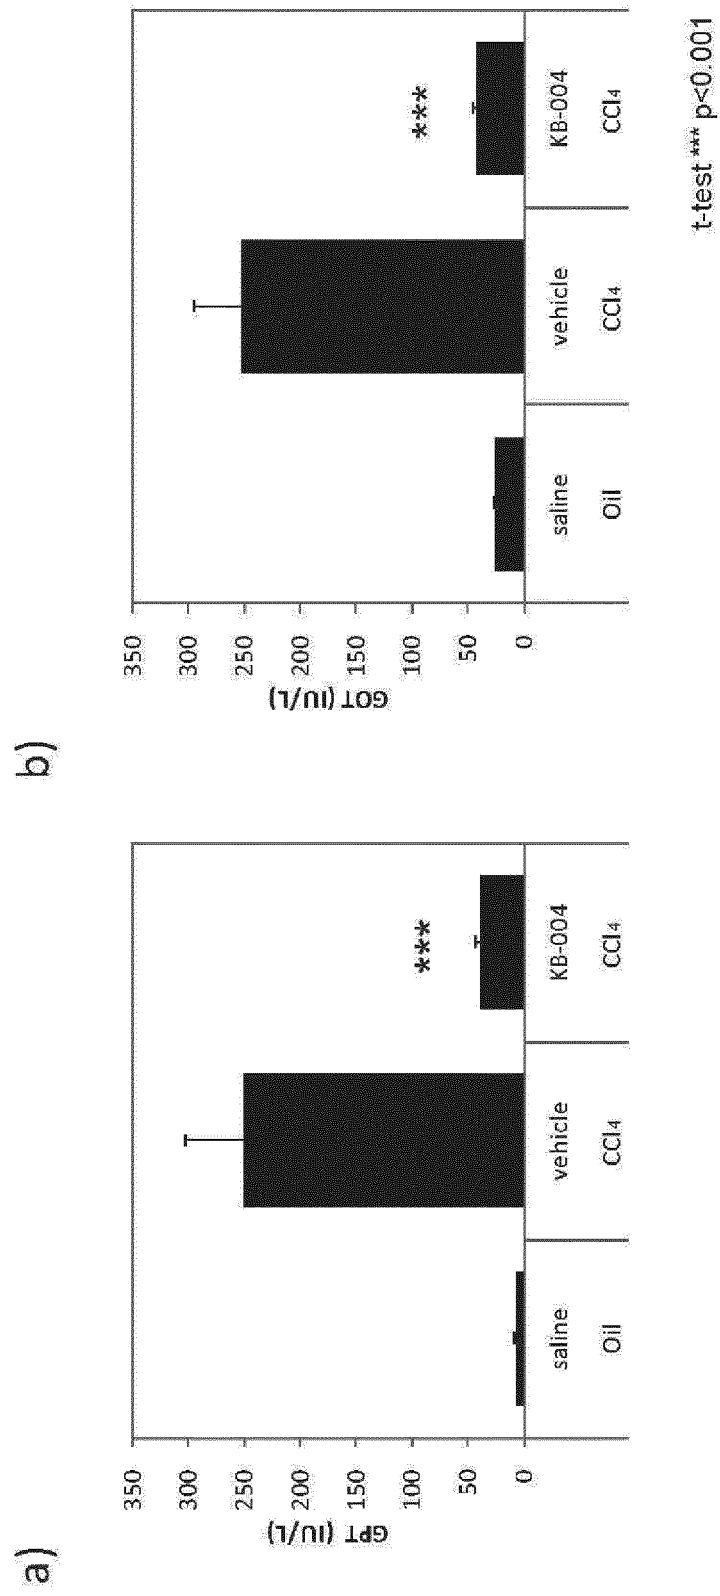 a)
GPT (IU/L)
350
300
250
200
150
100
50
0
***
saline vehicle KB-004
Oil CCl₄ CCl₄
b)
GOT (IU/L)
350
300
250
200
150
100
50
0
***
saline vehicle KB-004
Oil CCl₄ CCl₄
t-test *** p<0.001